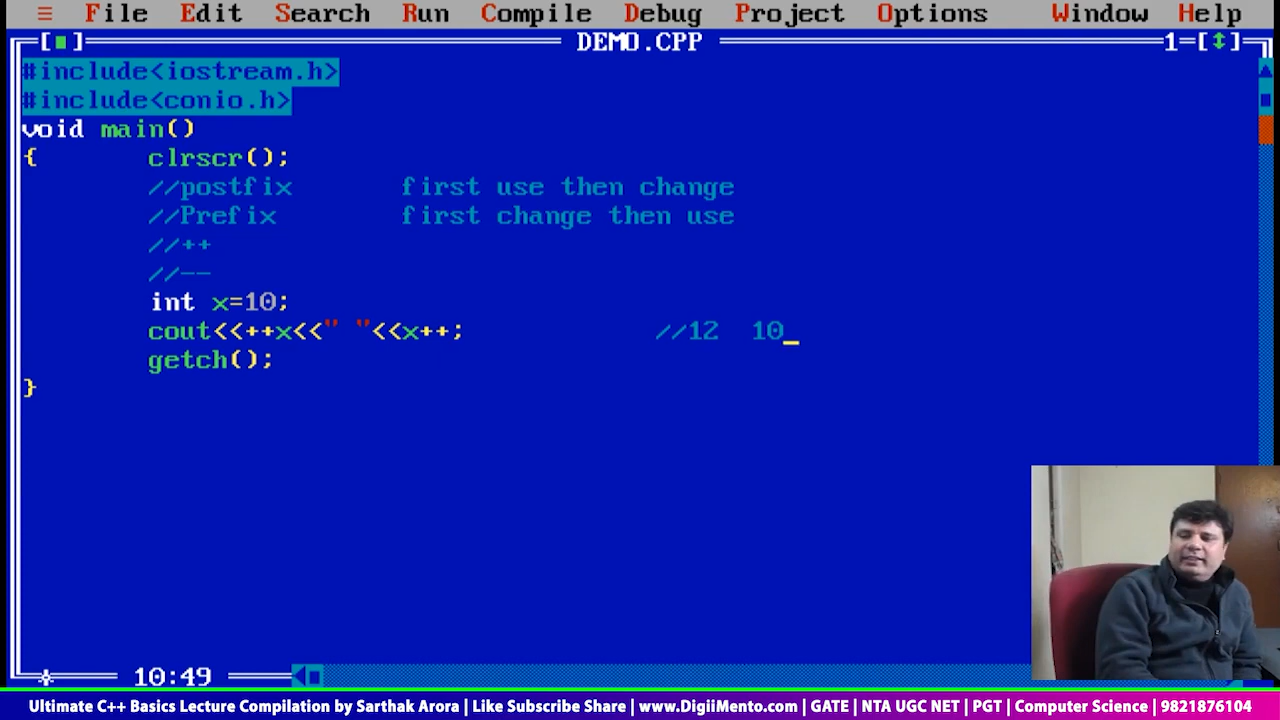 ≡ File Edit Search Run Compile Debug Project Options Window Help
[■] DEMO.CPP 1=[↕]
#include<iostream.h>
#include<conio.h>
void main()
{ clrscr();
//postfix first use then change
//Prefix first change then use
//++
//--
int x=10;
cout<<++x<<" "<<x++; //12 10_
getch();
}
10:49
Ultimate C++ Basics Lecture Compilation by Sarthak Arora | Like Subscribe Share | www.DigiiMento.com | GATE | NTA UGC NET | PGT | Computer Science | 9821876104